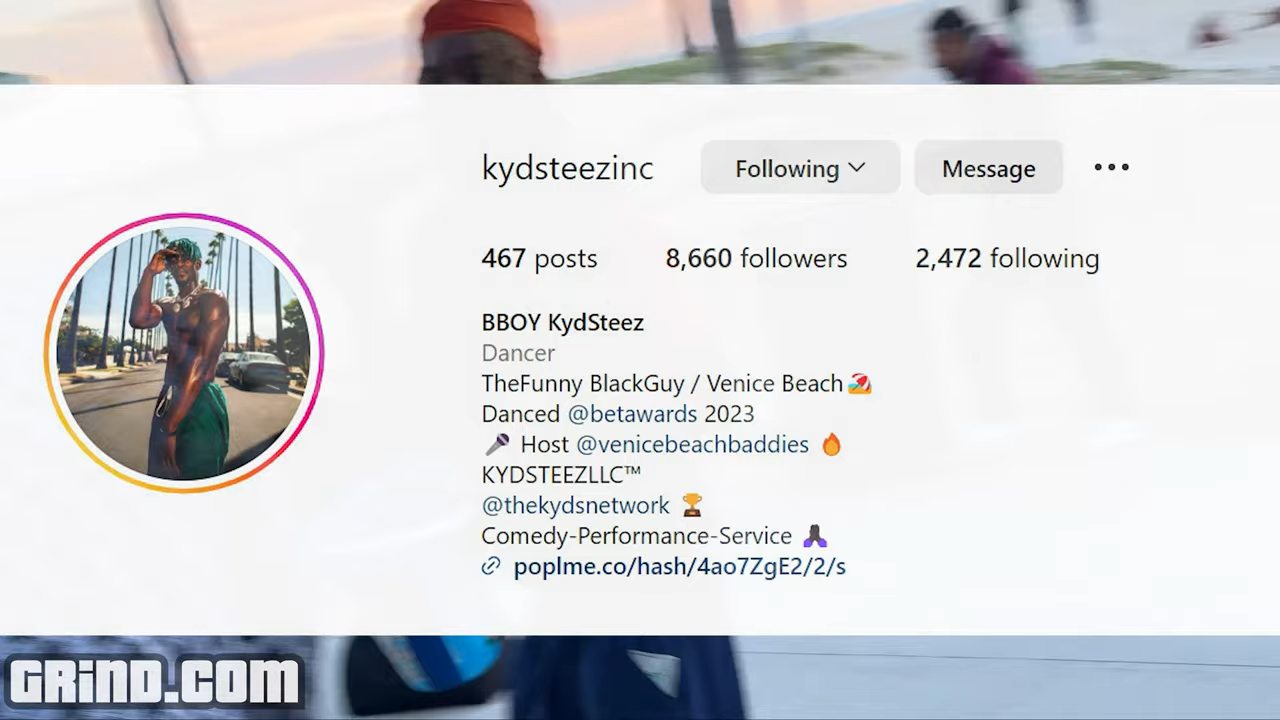 kydsteezinc Following Message
467 posts 8,660 followers 2,472 following
BBOY KydSteez
Dancer
TheFunny BlackGuy / Venice Beach🏖️
Danced @betawards 2023
🎤 Host @venicebeachbaddies 🔥
KYDSTEEZLLC™
@thekydsnetwork 🏆
Comedy-Performance-Service 🙏🏿
poplme.co/hash/4ao7ZgE2/2/s
GRIND.COM